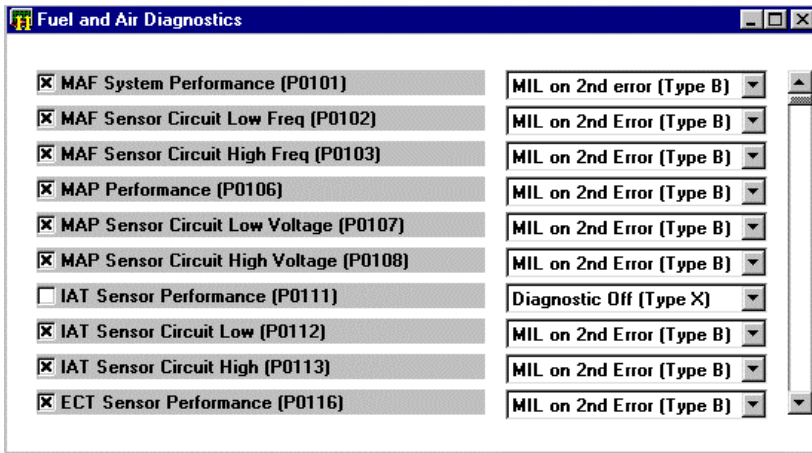 Fuel and Air Diagnostics
MAF System Performance (P0101) MIL on 2nd error (Type B)
MAF Sensor Circuit Low Freq (P0102) MIL on 2nd Error (Type B)
MAF Sensor Circuit High Freq (P0103) MIL on 2nd Error (Type B)
MAP Performance (P0106) MIL on 2nd Error (Type B)
MAP Sensor Circuit Low Voltage (P0107) MIL on 2nd Error (Type B)
MAP Sensor Circuit High Voltage (P0108) MIL on 2nd Error (Type B)
IAT Sensor Performance (P0111) Diagnostic Off (Type X)
IAT Sensor Circuit Low (P0112) MIL on 2nd Error (Type B)
IAT Sensor Circuit High (P0113) MIL on 2nd Error (Type B)
ECT Sensor Performance (P0116) MIL on 2nd Error (Type B)